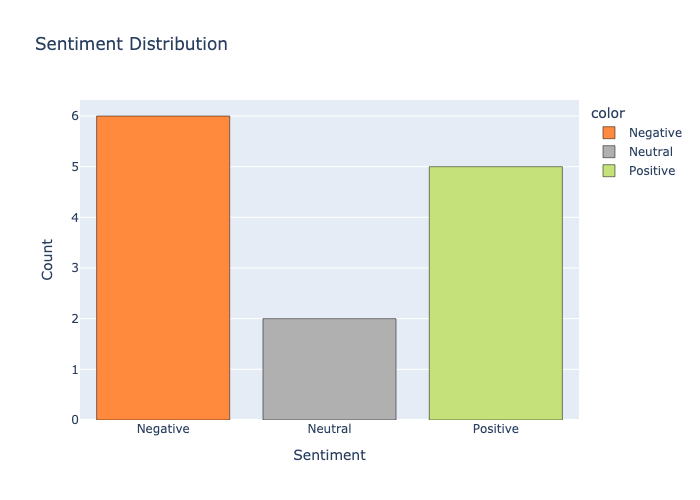 Sentiment Distribution
color
Negative
Neutral
Positive
6
5
4
3
2
1
0
Count
Negative
Neutral
Positive
Sentiment